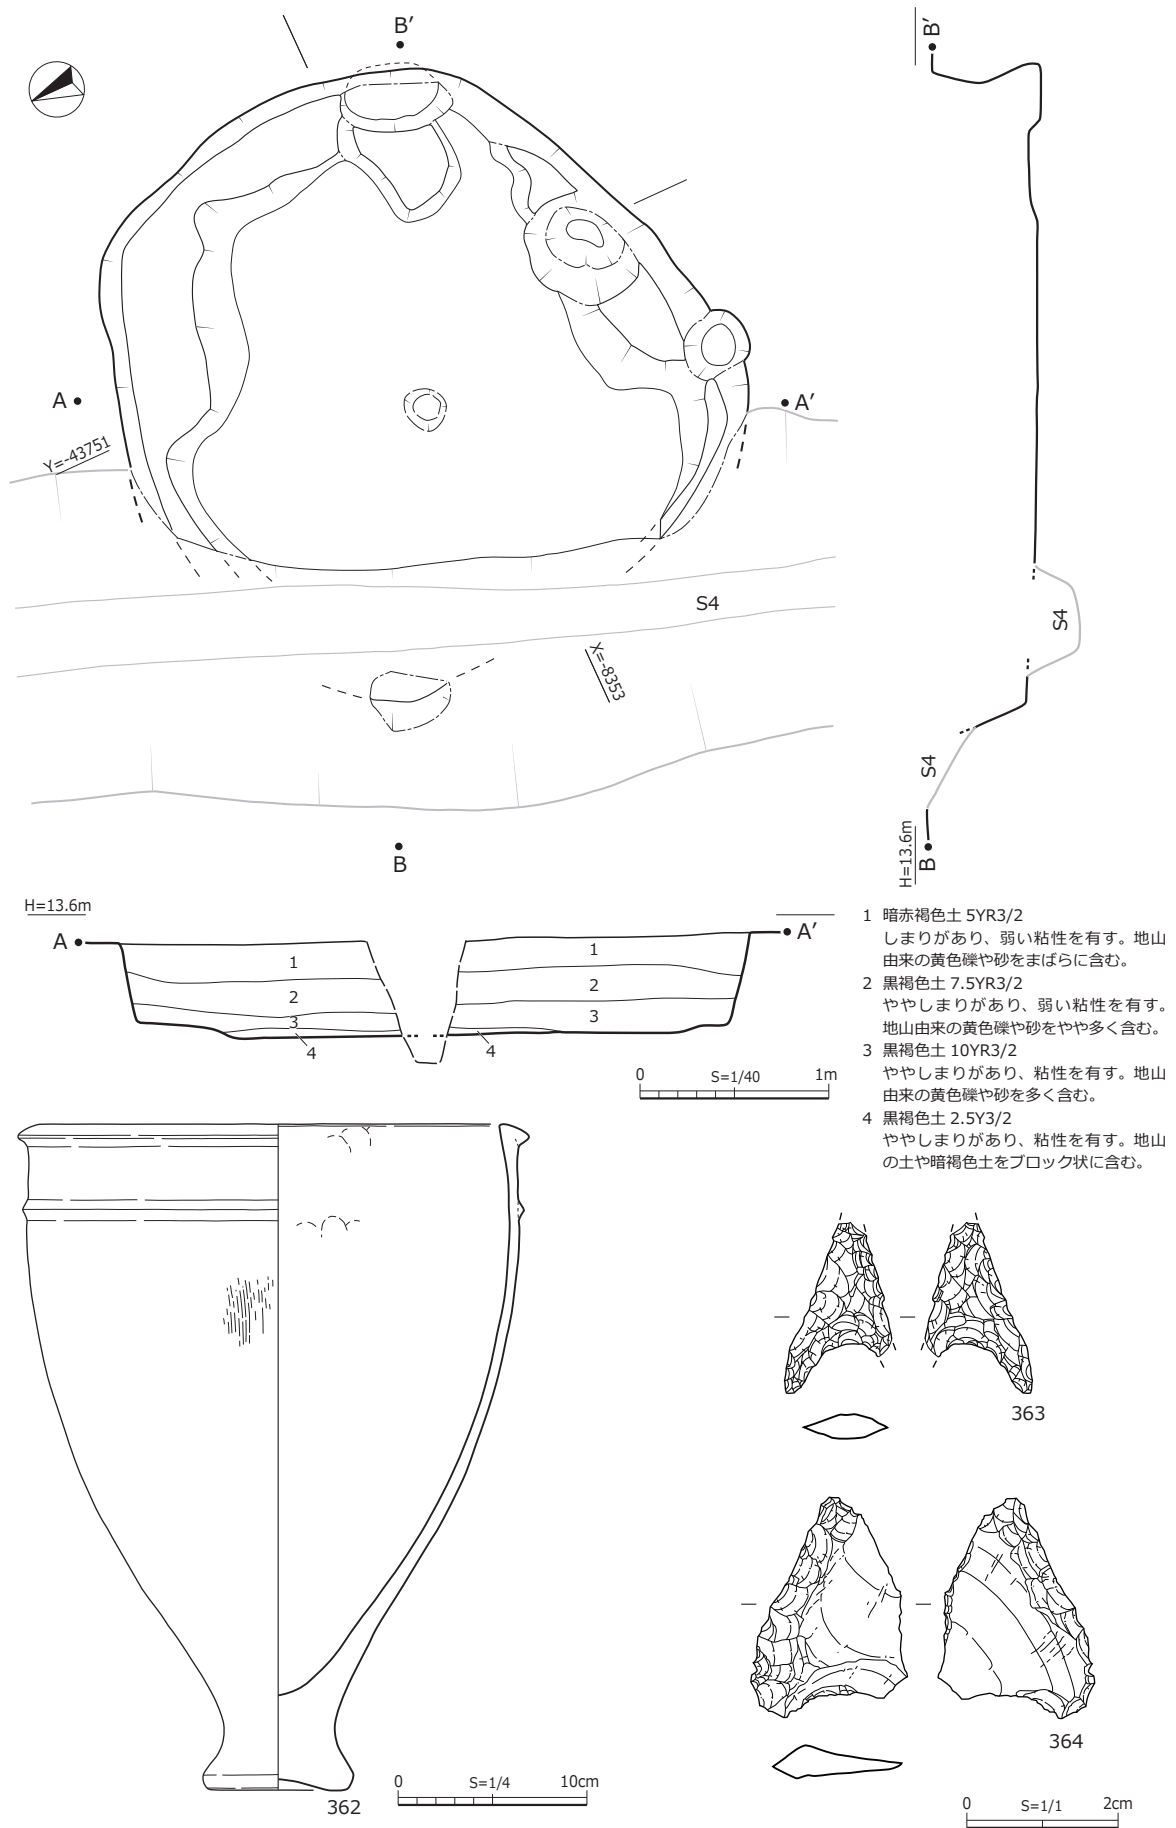 B′
B′
A
A′
Y=-43751
S4
S4
X=-8353
S4
B
H=13.6m
B
H=13.6m
A
A′
1
1
2
2
3
3
4
4
0 S=1/40 1m
1 暗赤褐色土 5YR3/2
しまりがあり、弱い粘性を有す。地山
由来の黄色礫や砂をまばらに含む。
2 黒褐色土 7.5YR3/2
ややしまりがあり、弱い粘性を有す。
地山由来の黄色礫や砂をやや多く含む。
3 黒褐色土 10YR3/2
ややしまりがあり、粘性を有す。地山
由来の黄色礫や砂を多く含む。
4 黒褐色土 2.5Y3/2
ややしまりがあり、粘性を有す。地山
の土や暗褐色土をブロック状に含む。
363
364
362
0 S=1/4 10cm
0 S=1/1 2cm